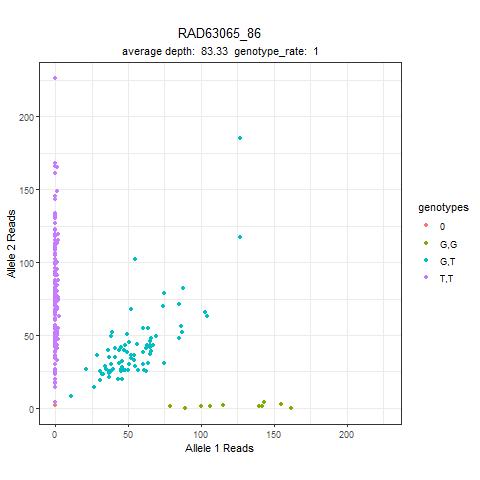 RAD63065_86
average depth: 83.33 genotype_rate: 1
200
150
100
50
0
Allele 2 Reads
0 50 100 150 200
Allele 1 Reads
genotypes
0
G,G
G,T
T,T